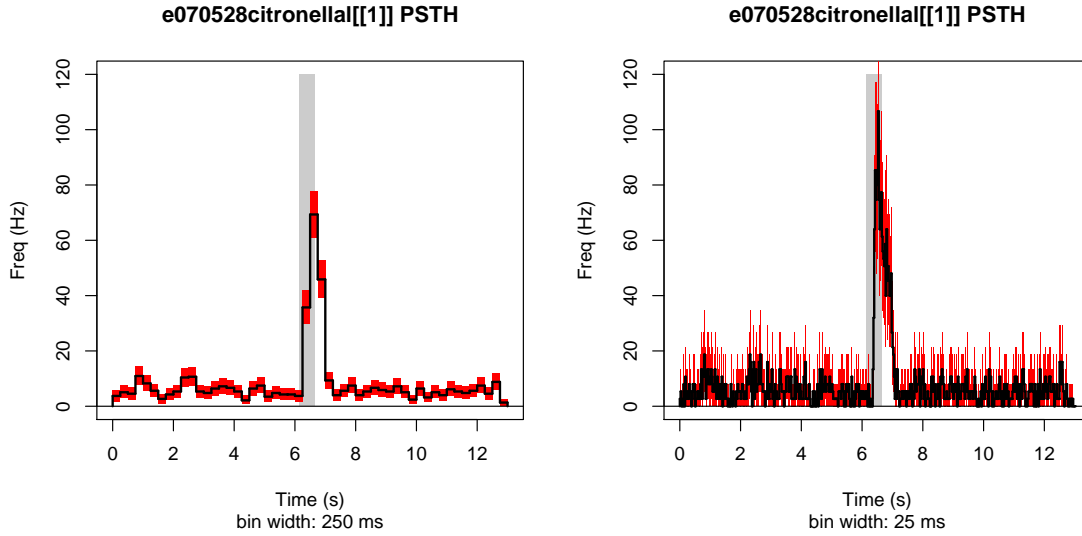 e070528citronellal[[1]] PSTH
Freq (Hz)
120
100
80
60
40
20
0
0 2 4 6 8 10 12
Time (s)
bin width: 250 ms
e070528citronellal[[1]] PSTH
Freq (Hz)
120
100
80
60
40
20
0
0 2 4 6 8 10 12
Time (s)
bin width: 25 ms